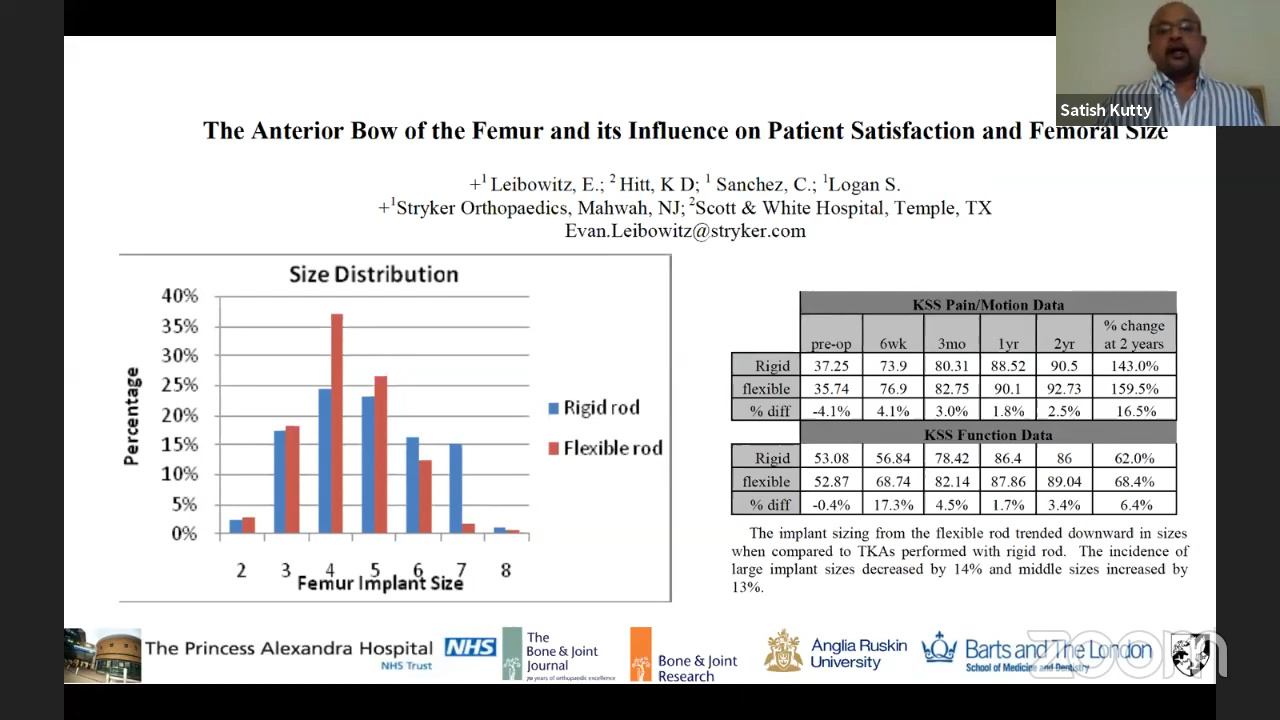 Satish Kutty
The Anterior Bow of the Femur and its Influence on Patient Satisfaction and Femoral Size
+1 Leibowitz, E.; 2 Hitt, K D; 1 Sanchez, C.; 1Logan S.
+1Stryker Orthopaedics, Mahwah, NJ; 2Scott & White Hospital, Temple, TX
Evan.Leibowitz@stryker.com
Size Distribution
40%
35%
30%
25%
20%
15%
10%
5%
0%
Percentage
2 3 4 5 6 7 8
Femur Implant Size
Rigid rod
Flexible rod
KSS Pain/Motion Data
pre-op 6wk 3mo 1yr 2yr % change at 2 years
Rigid 37.25 73.9 80.31 88.52 90.5 143.0%
flexible 35.74 76.9 82.75 90.1 92.73 159.5%
% diff -4.1% 4.1% 3.0% 1.8% 2.5% 16.5%
KSS Function Data
Rigid 53.08 56.84 78.42 86.4 86 62.0%
flexible 52.87 68.74 82.14 87.86 89.04 68.4%
% diff -0.4% 17.3% 4.5% 1.7% 3.4% 6.4%
The implant sizing from the flexible rod trended downward in sizes
when compared to TKAs performed with rigid rod. The incidence of
large implant sizes decreased by 14% and middle sizes increased by
13%.
The Princess Alexandra Hospital
NHS Trust
NHS
The
Bone & Joint
Journal
70 years of orthopaedic excellence
Bone & Joint
Research
Anglia Ruskin
University
Barts and The London
School of Medicine and Dentistry
zoom